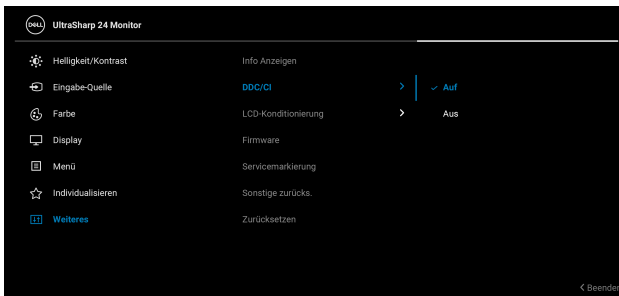 DELL UltraSharp 24 Monitor
Helligkeit/Kontrast Info Anzeigen
Eingabe-Quelle DDC/CI Auf
Farbe LCD-Konditionierung Aus
Display Firmware
Menü Servicemarkierung
Individualisieren Sonstige zurücks.
Weiteres Zurücksetzen
Beenden